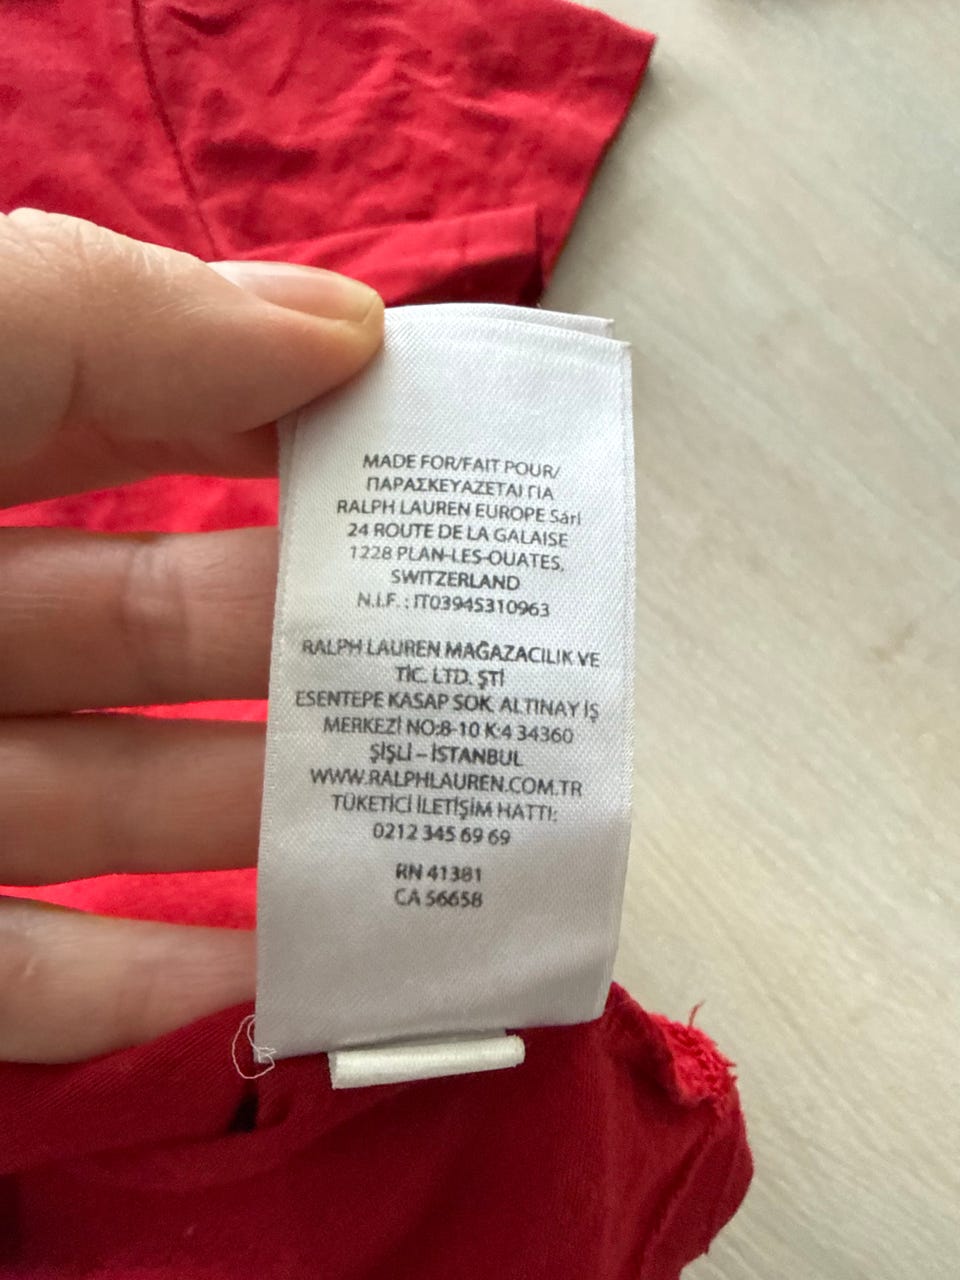 MADE FOR/FAIT POUR/
ΠΑΡΑΣΚΕΥΑΖΕΤΑΙ ΓΙΑ
RALPH LAUREN EUROPE Sárl
24 ROUTE DE LA GALAISE
1228 PLAN-LES-OUATES,
SWITZERLAND
N.I.F. : IT03945310963
RALPH LAUREN MAĞAZACILIK VE
TİC. LTD. ŞTİ
ESENTEPE KASAP SOK. ALTINAY İŞ
MERKEZİ NO:8-10 K:4 34360
ŞİŞLİ – İSTANBUL
WWW.RALPHLAUREN.COM.TR
TÜKETİCİ İLETİŞİM HATTI:
0212 345 69 69
RN 41381
CA 56658